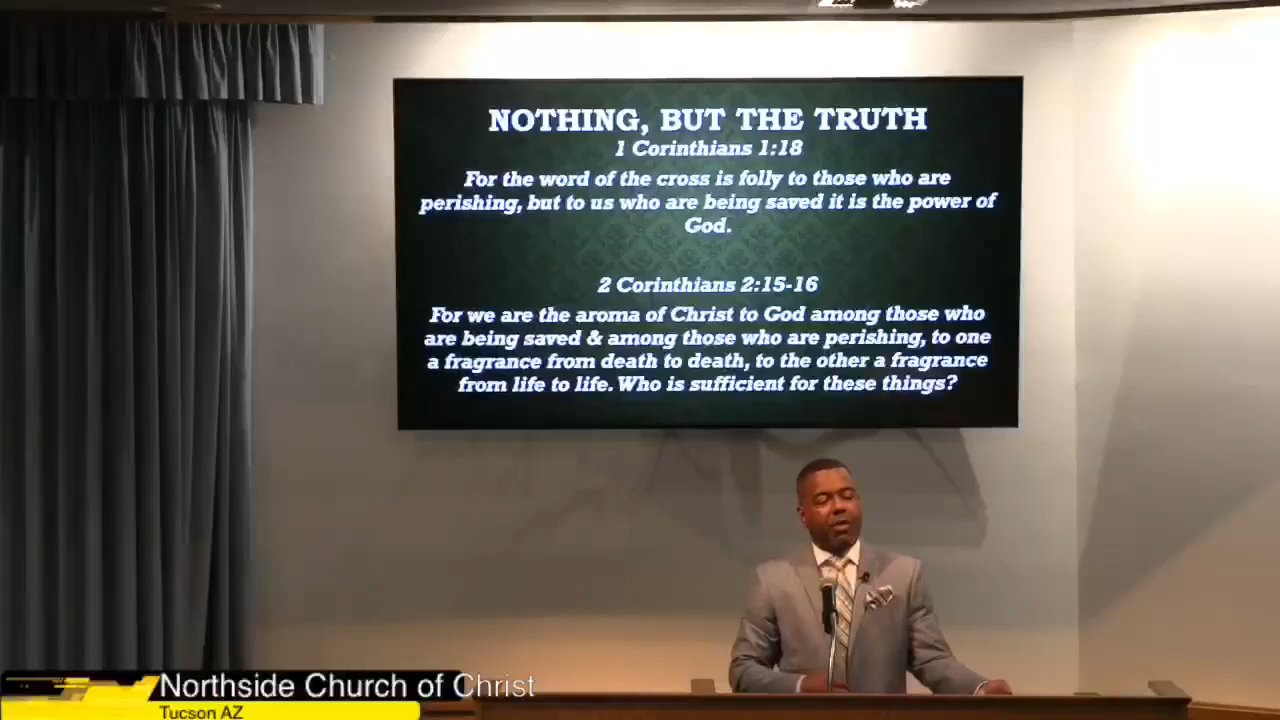 NOTHING, BUT THE TRUTH
1 Corinthians 1:18
For the word of the cross is folly to those who are
perishing, but to us who are being saved it is the power of
God.
2 Corinthians 2:15-16
For we are the aroma of Christ to God among those who
are being saved & among those who are perishing, to one
a fragrance from death to death, to the other a fragrance
from life to life. Who is sufficient for these things?
Northside Church of Christ
Tucson AZ